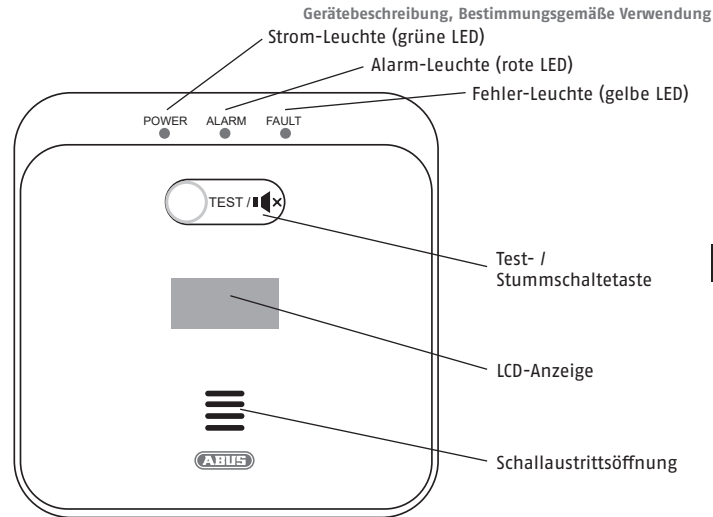 Gerätebeschreibung, Bestimmungsgemäße Verwendung
Strom-Leuchte (grüne LED)
Alarm-Leuchte (rote LED)
Fehler-Leuchte (gelbe LED)
POWER ALARM FAULT
TEST /
Test- /
Stummschaltetaste
LCD-Anzeige
Schallaustrittsöffnung
ABUS